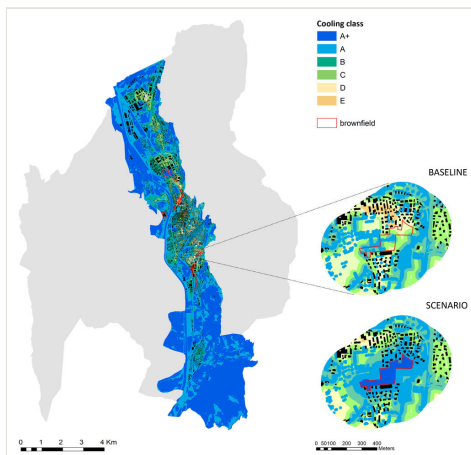 Cooling class
A+
A
B
C
D
E
brownfield
BASELINE
SCENARIO
0 1 2 3 4 Km
0 50100 200 300 400
Meters